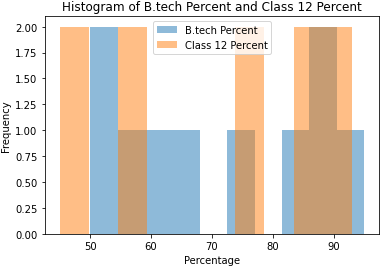 Histogram of B.tech Percent and Class 12 Percent
B.tech Percent
Class 12 Percent
Frequency
2.00
1.75
1.50
1.25
1.00
0.75
0.50
0.25
0.00
50 60 70 80 90
Percentage